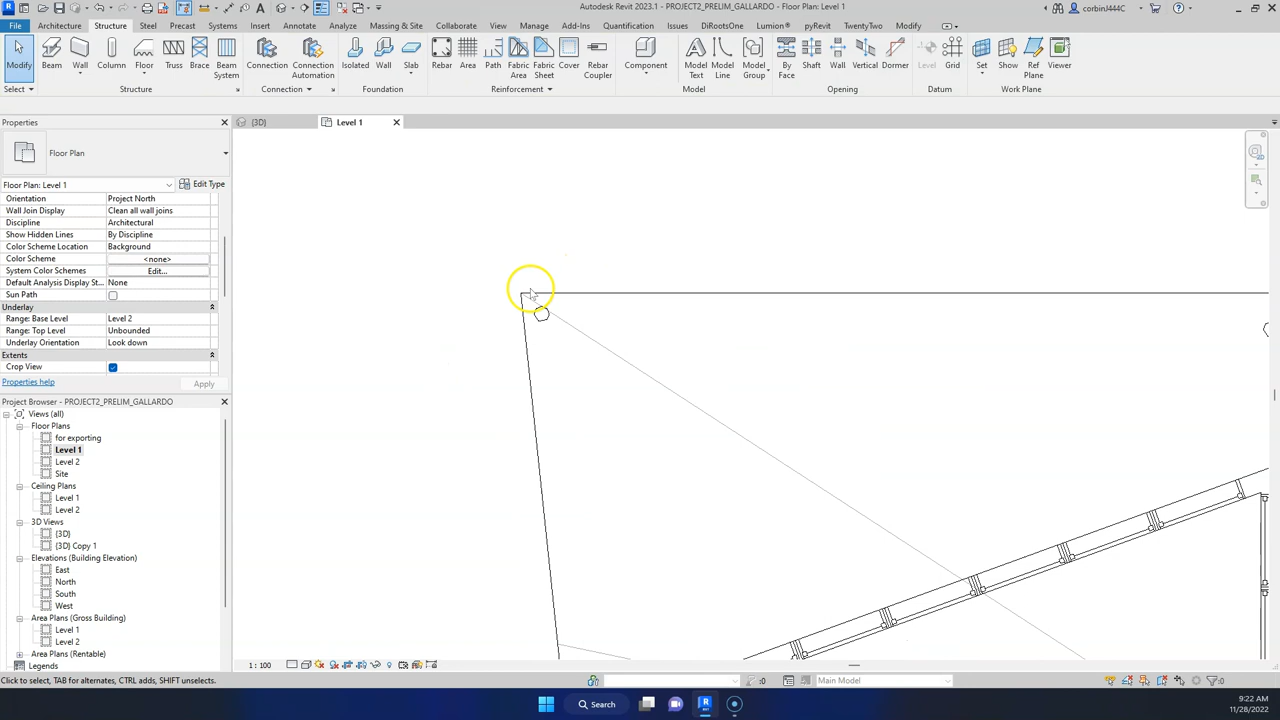 Autodesk Revit 2023.1 - PROJECT2_PRELIM_GALLARDO - Floor Plan: Level 1
corbinJ444C
File Architecture Structure Steel Precast Systems Insert Annotate Analyze Massing & Site Collaborate View Manage Add-Ins Quantification Issues DiRootsOne Lumion® pyRevit TwentyTwo Modify
Modify Beam Wall Column Floor Truss Brace Beam System Connection Connection Automation Isolated Wall Slab Rebar Area Path Fabric Area Fabric Sheet Cover Rebar Coupler Component Model Text Model Line Model Group By Face Shaft Wall Vertical Dormer Level Grid Set Show Ref Plane Viewer
Select Structure Connection Foundation Reinforcement Model Opening Datum Work Plane
Properties
{3D} Level 1
Floor Plan
Floor Plan: Level 1 Edit Type
Orientation Project North
Wall Join Display Clean all wall joins
Discipline Architectural
Show Hidden Lines By Discipline
Color Scheme Location Background
Color Scheme <none>
System Color Schemes Edit...
Default Analysis Display St... None
Sun Path
Underlay
Range: Base Level Level 2
Range: Top Level Unbounded
Underlay Orientation Look down
Extents
Crop View
Properties help Apply
Project Browser - PROJECT2_PRELIM_GALLARDO
Views (all)
Floor Plans
for exporting
Level 1
Level 2
Site
Ceiling Plans
Level 1
Level 2
3D Views
{3D}
{3D} Copy 1
Elevations (Building Elevation)
East
North
South
West
Area Plans (Gross Building)
Level 1
Level 2
Area Plans (Rentable)
Legends
1 : 100
Click to select, TAB for alternates, CTRL adds, SHIFT unselects.
:0
Main Model
:0
Search
9:22 AM
11/28/2022